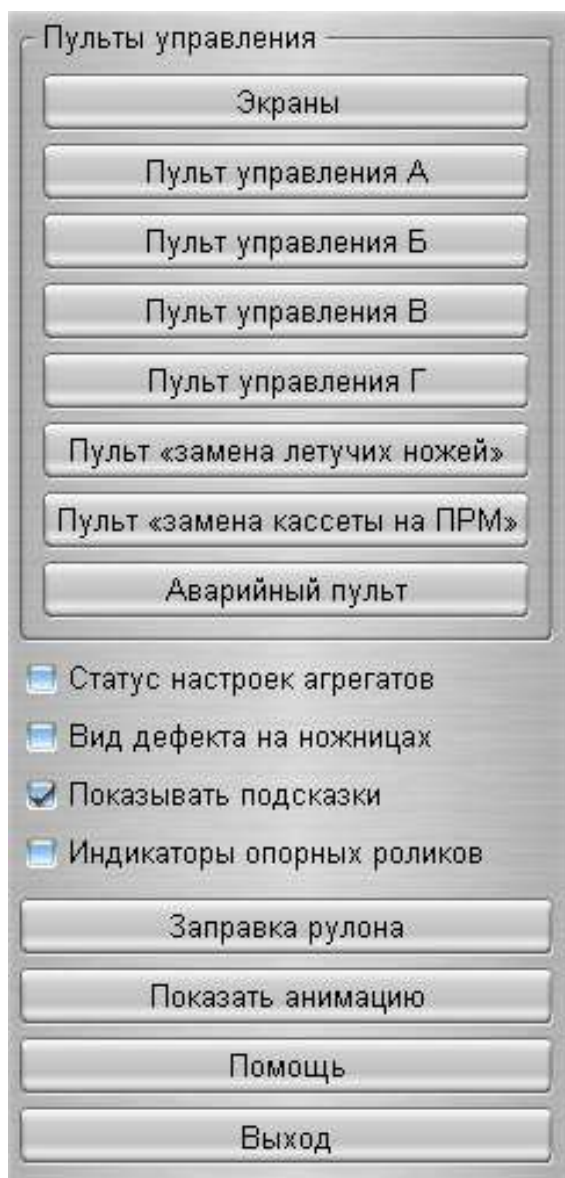 Пульты управления
Экраны
Пульт управления А
Пульт управления Б
Пульт управления В
Пульт управления Г
Пульт «замена летучих ножей»
Пульт «замена кассеты на ПРМ»
Аварийный пульт
Статус настроек агрегатов
Вид дефекта на ножницах
Показывать подсказки
Индикаторы опорных роликов
Заправка рулона
Показать анимацию
Помощь
Выход